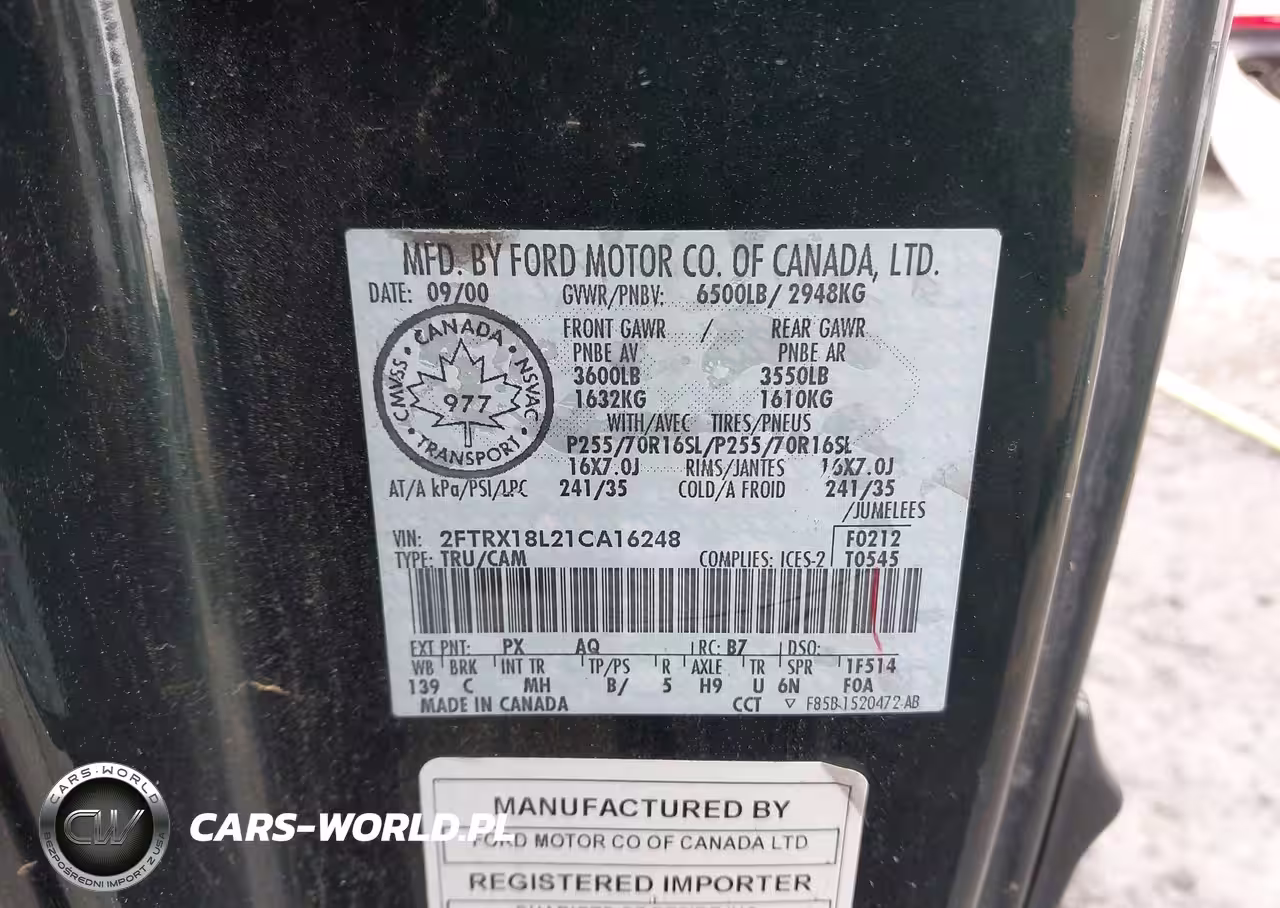 MFD. BY FORD MOTOR CO. OF CANADA, LTD.
DATE: 09/00 GVWR/PNBV: 6500LB/ 2948KG
FRONT GAWR / REAR GAWR
PNBE AV PNBE AR
3600LB 3550LB
1632KG 1610KG
WITH/AVEC TIRES/PNEUS
P255/70R16SL/P255/70R16SL
16X7.0J RIMS/JANTES 16X7.0J
AT/A kPa/PSI/LPC 241/35 COLD/A FROID 241/35
/JUMELEES
CANADA
CMVSS • NSVAC
977
TRANSPORT
VIN: 2FTRX18L21CA16248 F0212
TYPE: TRU/CAM COMPLIES: ICES-2 T0545
EXT PNT: PX AQ RC: B7 DSO:
WB BRK INT TR TP/PS R AXLE TR SPR 1F514
139 C MH B/ 5 H9 U 6N F0A
MADE IN CANADA CCT ▽ F85B-1520472-AB
MANUFACTURED BY
FORD MOTOR CO OF CANADA LTD
REGISTERED IMPORTER
CARS-WORLD
CW
BEZPOŚREDNI IMPORT Z USA
CARS-WORLD.PL